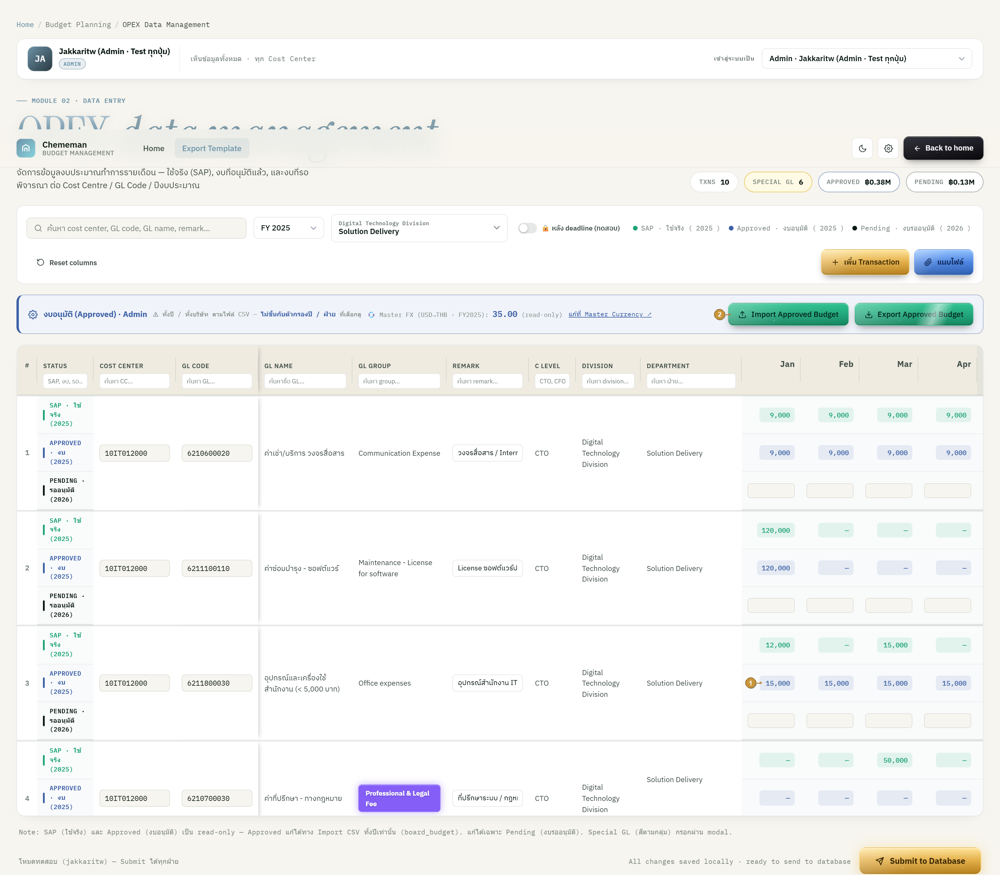 Home / Budget Planning / OPEX Data Management
JA
Jakkaritw (Admin · Test ทุกปุ่ม)
ADMIN
เห็นข้อมูลทั้งหมด · ทุก Cost Center
เข้าสู่ระบบเป็น
Admin · Jakkaritw (Admin · Test ทุกปุ่ม)
MODULE 02 · DATA ENTRY
OPEX data management
Chememan
BUDGET MANAGEMENT
Home
Export Template
Back to home
จัดการข้อมูลงบประมาณทำการรายเดือน — ใช้จริง (SAP), งบที่อนุมัติแล้ว, และงบที่รอ
พิจารณา ต่อ Cost Centre / GL Code / ปีงบประมาณ
TXNS 10
SPECIAL GL 6
APPROVED ฿0.38M
PENDING ฿0.13M
ค้นหา cost center, GL code, GL name, remark...
FY 2025
Digital Technology Division
Solution Delivery
🔒 หลัง deadline (ทดสอบ)
SAP · ใช้จริง ( 2025 )
Approved · งบอนุมัติ ( 2025 )
Pending · งบรออนุมัติ ( 2026 )
Reset columns
+ เพิ่ม Transaction
แนบไฟล์
งบอนุมัติ (Approved) · Admin
⚠ ทั้งปี / ทั้งบริษัท ตามไฟล์ CSV — ไม่ขึ้นกับตัวกรองปี / ฝ่าย ที่เลือกดู
Master FX (USD→THB · FY2025): 35.00 (read-only)
แก้ที่ Master Currency ↗
2
Import Approved Budget
Export Approved Budget
# STATUS COST CENTER GL CODE GL NAME GL GROUP REMARK C LEVEL DIVISION DEPARTMENT Jan Feb Mar Apr
SAP, งบ, รอ.. ค้นหา CC... ค้นหา GL... ค้นหาชื่อ GL... ค้นหา group... ค้นหา remark... CTO, CFO ค้นหา division... ค้นหา ฝ่าย...
SAP · ใช้
จริง
(2025)
9,000 9,000 9,000 9,000
1
APPROVED
· งบ
(2025)
10IT012000
6210600020
ค่าเช่า/บริการ วงจรสื่อสาร
Communication Expense
วงจรสื่อสาร / Interr
CTO
Digital
Technology
Division
Solution Delivery
9,000 9,000 9,000 9,000
PENDING ·
รออนุมัติ
(2026)
SAP · ใช้
จริง
(2025)
120,000 — — —
2
APPROVED
· งบ
(2025)
10IT012000
6211100110
ค่าซ่อมบำรุง - ซอฟต์แวร์
Maintenance - License
for software
License ซอฟต์แวร์ป
CTO
Digital
Technology
Division
Solution Delivery
120,000 — — —
PENDING ·
รออนุมัติ
(2026)
SAP · ใช้
จริง
(2025)
12,000 — 15,000 —
3
APPROVED
· งบ
(2025)
10IT012000
6211800030
อุปกรณ์และเครื่องใช้
สำนักงาน (< 5,000 บาท)
Office expenses
อุปกรณ์สำนักงาน IT
CTO
Digital
Technology
Division
Solution Delivery
1
15,000 15,000 15,000 15,000
PENDING ·
รออนุมัติ
(2026)
SAP · ใช้
จริง
(2025)
— — 50,000 —
4
APPROVED
· งบ
(2025)
10IT012000
6210700030
ค่าที่ปรึกษา - ทางกฎหมาย
Professional & Legal
Fee
ที่ปรึกษาระบบ / กฎห
CTO
Digital
Technology
Division
Solution Delivery
— — — —
Note: SAP (ใช้จริง) และ Approved (งบอนุมัติ) เป็น read-only — Approved แก้ได้ทาง Import CSV ทั้งปีเท่านั้น (board_budget). แก้ได้เฉพาะ Pending (งบรออนุมัติ). Special GL (สีตามกลุ่ม) กรอกผ่าน modal.
โหมดทดสอบ (jakkaritw) — Submit ได้ทุกฝ่าย
All changes saved locally · ready to send to database
Submit to Database